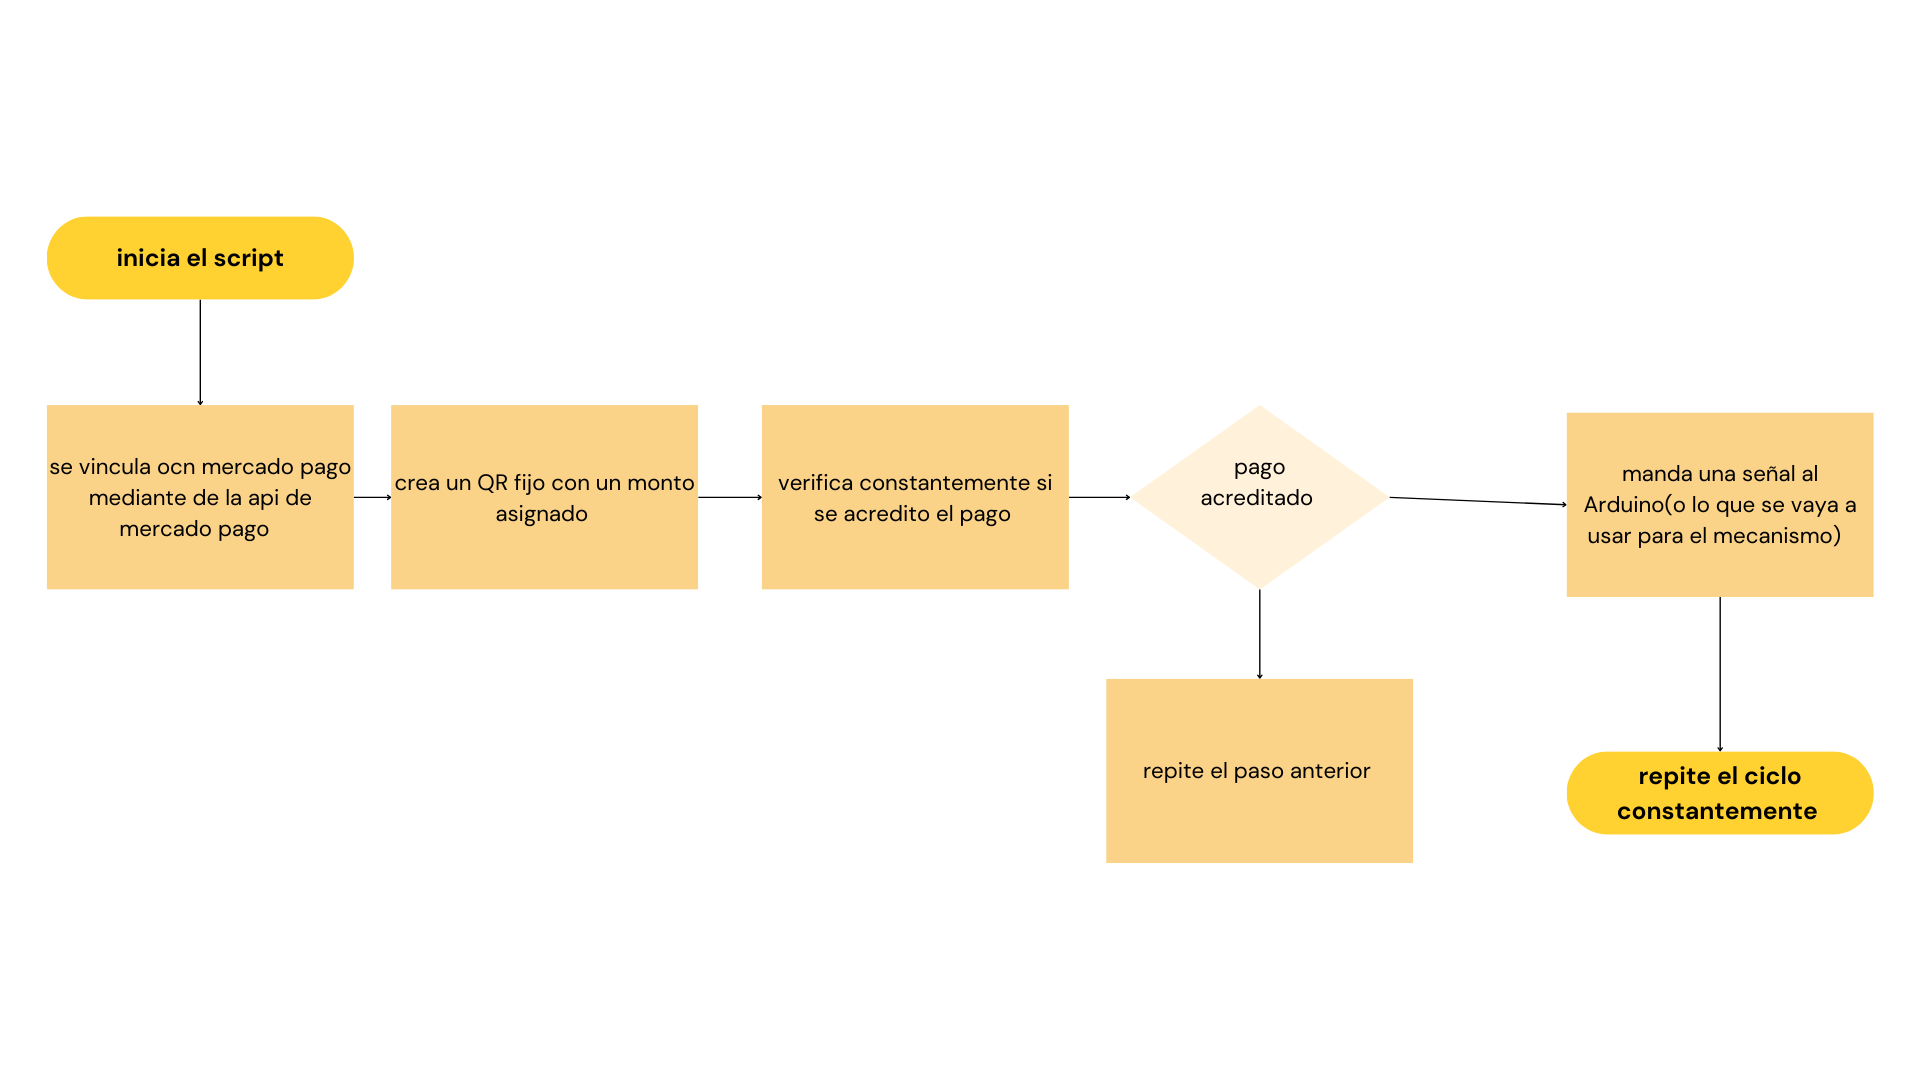 inicia el script
se vincula ocn mercado pago
mediante de la api de
mercado pago
crea un QR fijo con un monto
asignado
verifica constantemente si
se acredito el pago
pago
acreditado
manda una señal al
Arduino(o lo que se vaya a
usar para el mecanismo)
repite el paso anterior
repite el ciclo
constantemente